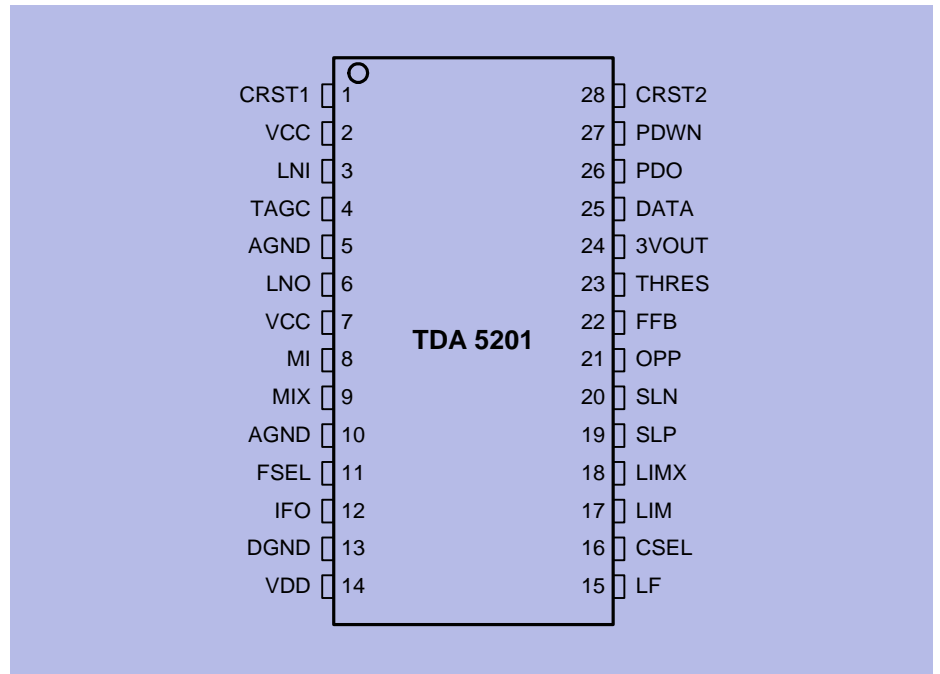 CRST1 1 28 CRST2
VCC 2 27 PDWN
LNI 3 26 PDO
TAGC 4 25 DATA
AGND 5 24 3VOUT
LNO 6 23 THRES
VCC 7 22 FFB
TDA 5201
MI 8 21 OPP
MIX 9 20 SLN
AGND 10 19 SLP
FSEL 11 18 LIMX
IFO 12 17 LIM
DGND 13 16 CSEL
VDD 14 15 LF